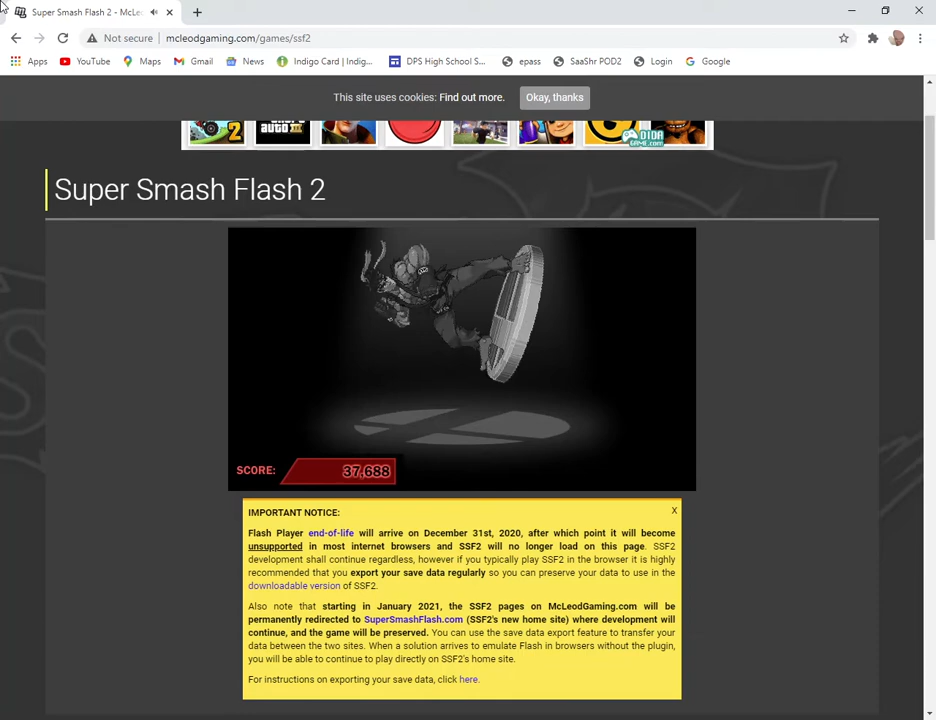 Super Smash Flash 2 - McLe
Not secure | mcleodgaming.com/games/ssf2
Apps YouTube Maps Gmail News Indigo Card | Indig... DPS High School S... epass SaaShr POD2 Login Google
This site uses cookies: Find out more. Okay, thanks
2 III DIDA
GAME.com
Super Smash Flash 2
SCORE: 37,688
IMPORTANT NOTICE: X
Flash Player end-of-life will arrive on December 31st, 2020, after which point it will become
unsupported in most internet browsers and SSF2 will no longer load on this page. SSF2
development shall continue regardless, however if you typically play SSF2 in the browser it is highly
recommended that you export your save data regularly so you can preserve your data to use in the
downloadable version of SSF2.
Also note that starting in January 2021, the SSF2 pages on McLeodGaming.com will be
permanently redirected to SuperSmashFlash.com (SSF2's new home site) where development will
continue, and the game will be preserved. You can use the save data export feature to transfer your
data between the two sites. When a solution arrives to emulate Flash in browsers without the plugin,
you will be able to continue to play directly on SSF2's home site.
For instructions on exporting your save data, click here.